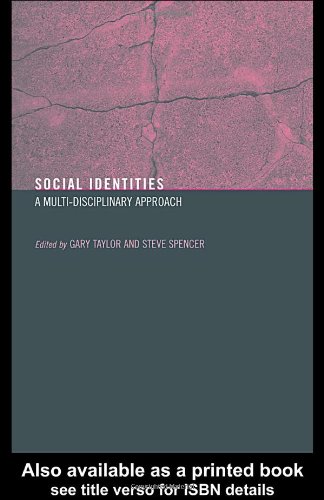 SOCIAL IDENTITIES
A MULTI-DISCIPLINARY APPROACH
Edited by GARY TAYLOR AND STEVE SPENCER
Also available as a printed book
see title verso for ISBN details